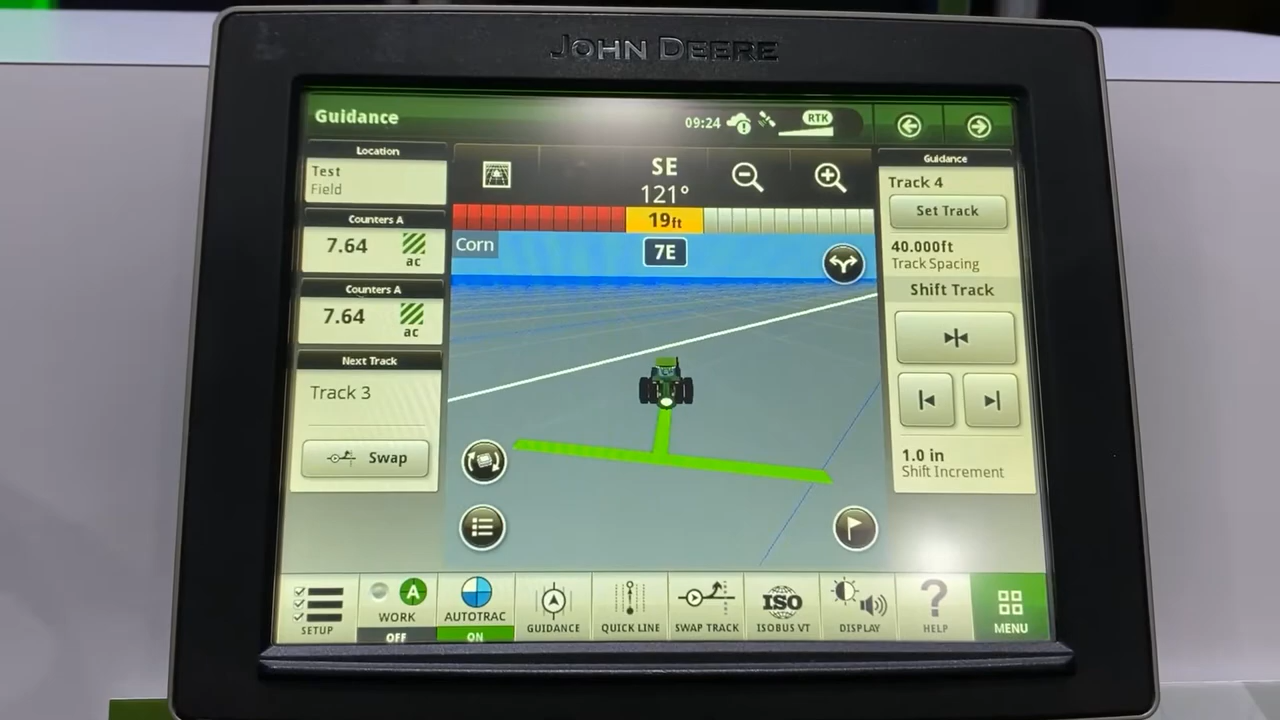 JOHN DEERE
Guidance
09:24
RTK
Location
Test
Field
Counters A
7.64
ac
Counters A
7.64
ac
Next Track
Track 3
Swap
SE
121°
19ft
Corn
7E
Guidance
Track 4
Set Track
40.000ft
Track Spacing
Shift Track
1.0 in
Shift Increment
SETUP
A
WORK
OFF
AUTOTRAC
ON
GUIDANCE
QUICK LINE
SWAP TRACK
ISO
ISOBUS VT
DISPLAY
?
HELP
MENU